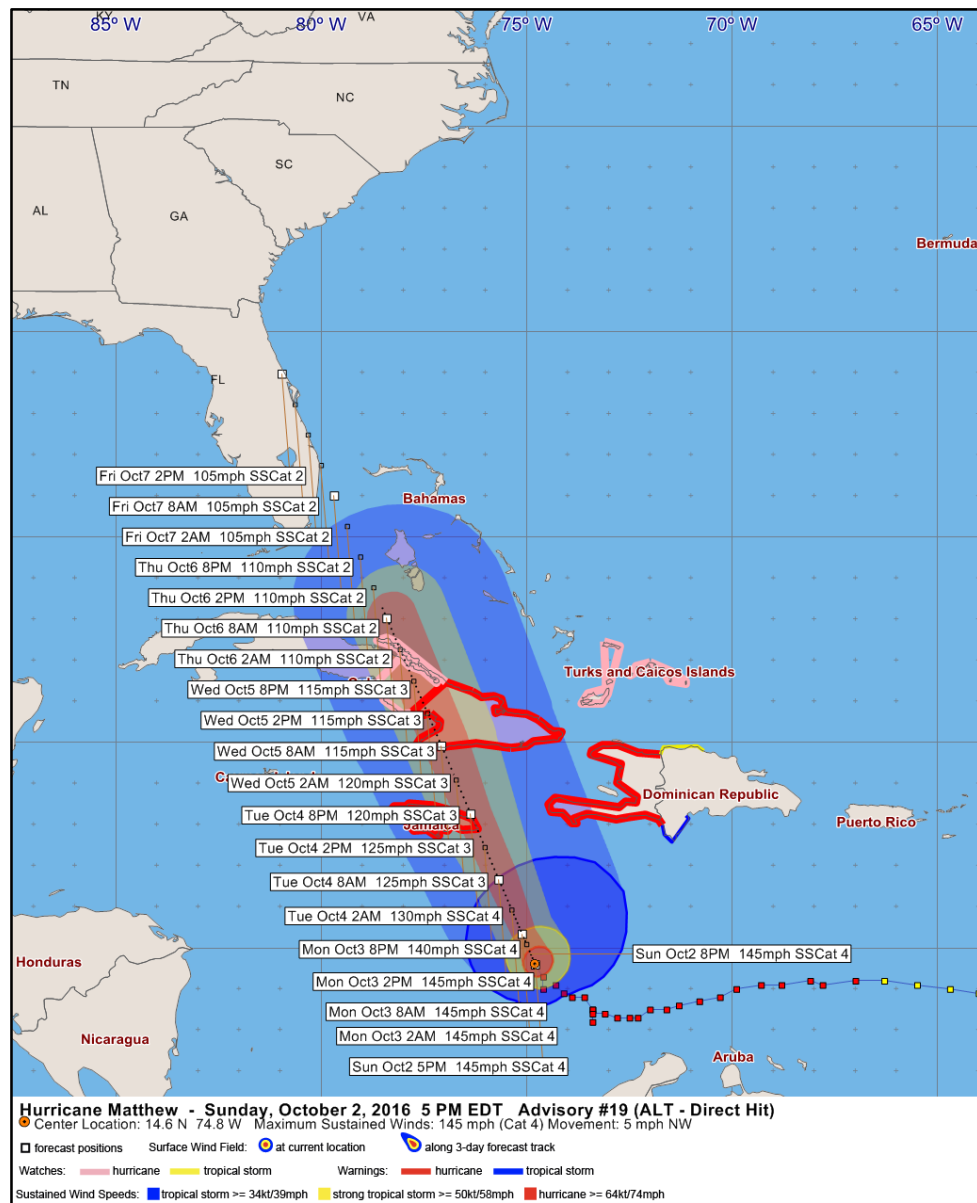 85° W 80° W 75° W 70° W 65° W
KY
VA
TN
NC
SC
AL
GA
Bermuda
FL
Fri Oct7 2PM 105mph SSCat 2
Bahamas
Fri Oct7 8AM 105mph SSCat 2
Fri Oct7 2AM 105mph SSCat 2
Thu Oct6 8PM 110mph SSCat 2
Thu Oct6 2PM 110mph SSCat 2
Thu Oct6 8AM 110mph SSCat 2
Thu Oct6 2AM 110mph SSCat 2
Turks and Caicos Islands
Wed Oct5 8PM 115mph SSCat 3
Wed Oct5 2PM 115mph SSCat 3
Wed Oct5 8AM 115mph SSCat 3
Wed Oct5 2AM 120mph SSCat 3
Dominican Republic
Tue Oct4 8PM 120mph SSCat 3
Jamaica
Puerto Rico
Tue Oct4 2PM 125mph SSCat 3
Tue Oct4 8AM 125mph SSCat 3
Tue Oct4 2AM 130mph SSCat 4
Mon Oct3 8PM 140mph SSCat 4
Sun Oct2 8PM 145mph SSCat 4
Honduras
Mon Oct3 2PM 145mph SSCat 4
Mon Oct3 8AM 145mph SSCat 4
Nicaragua
Mon Oct3 2AM 145mph SSCat 4
Aruba
Sun Oct2 5PM 145mph SSCat 4
Hurricane Matthew - Sunday, October 2, 2016 5 PM EDT Advisory #19 (ALT - Direct Hit)
Center Location: 14.6 N 74.8 W Maximum Sustained Winds: 145 mph (Cat 4) Movement: 5 mph NW
forecast positions Surface Wind Field: at current location along 3-day forecast track
Watches: hurricane tropical storm Warnings: hurricane tropical storm
Sustained Wind Speeds: tropical storm >= 34kt/39mph strong tropical storm >= 50kt/58mph hurricane >= 64kt/74mph